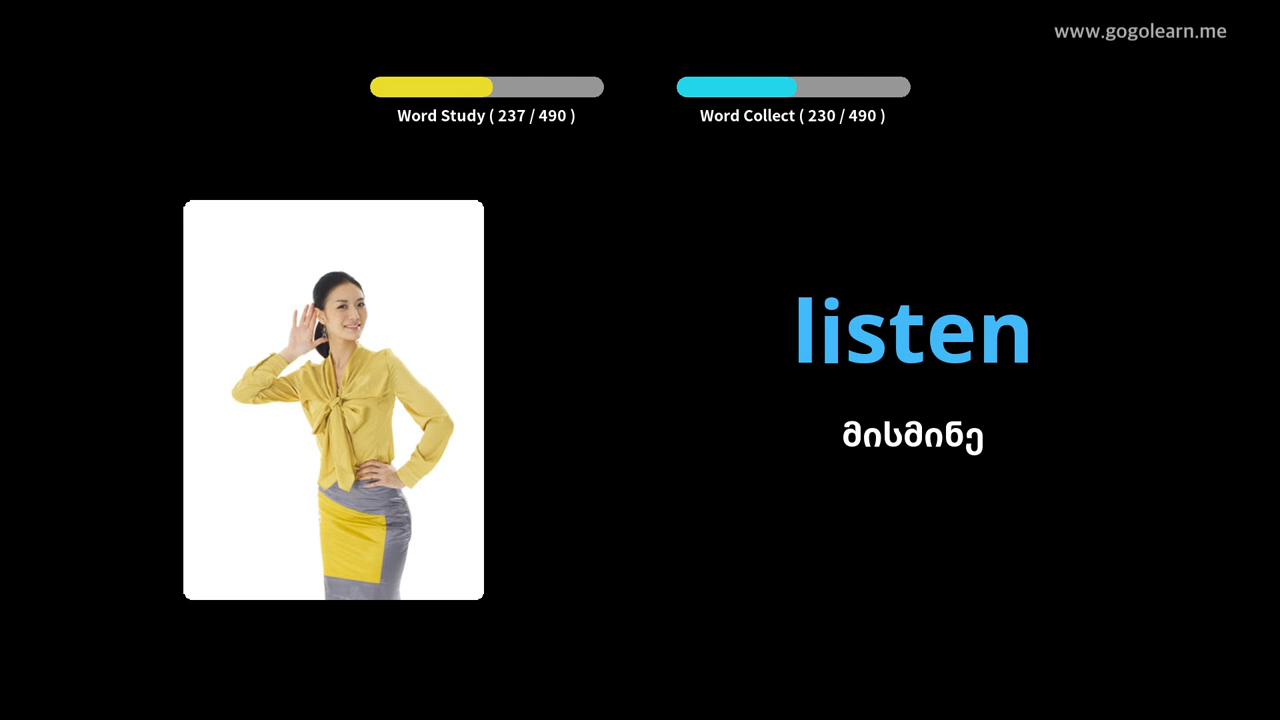 www.gogolearn.me
Word Study ( 237 / 490 )
Word Collect ( 230 / 490 )
listen
მისმინე